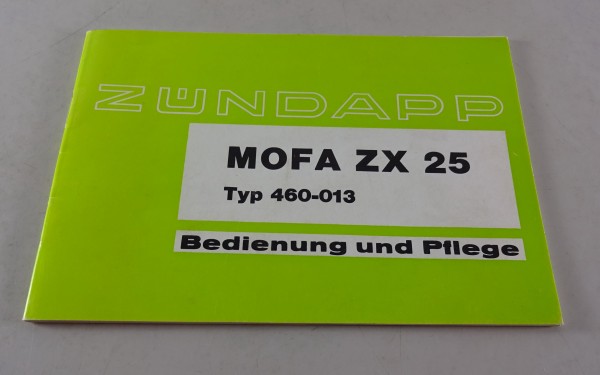 ZÜNDAPP
MOFA ZX 25
Typ 460-013
Bedienung und Pflege